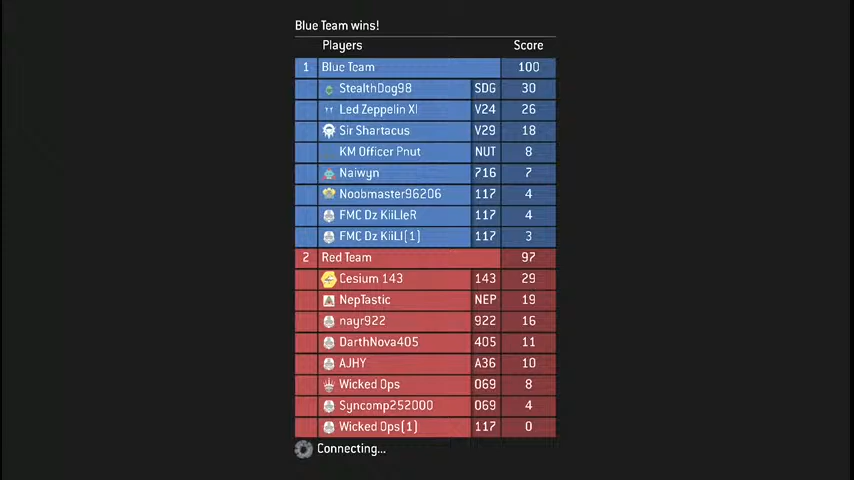 Blue Team wins!
Players Score
1 Blue Team 100
StealthDog98 SDG 30
Led Zeppelin XI V24 26
Sir Shartacus V29 18
KM Officer Pnut NUT 8
Naiwyn 716 7
Noobmaster96206 117 4
FMC Dz KiiLleR 117 4
FMC Dz KiiLl(1) 117 3
2 Red Team 97
Cesium 143 143 29
NepTastic NEP 19
nayr922 922 16
DarthNova405 405 11
AJHY A36 10
Wicked Ops 069 8
Syncomp252000 069 4
Wicked Ops(1) 117 0
Connecting...